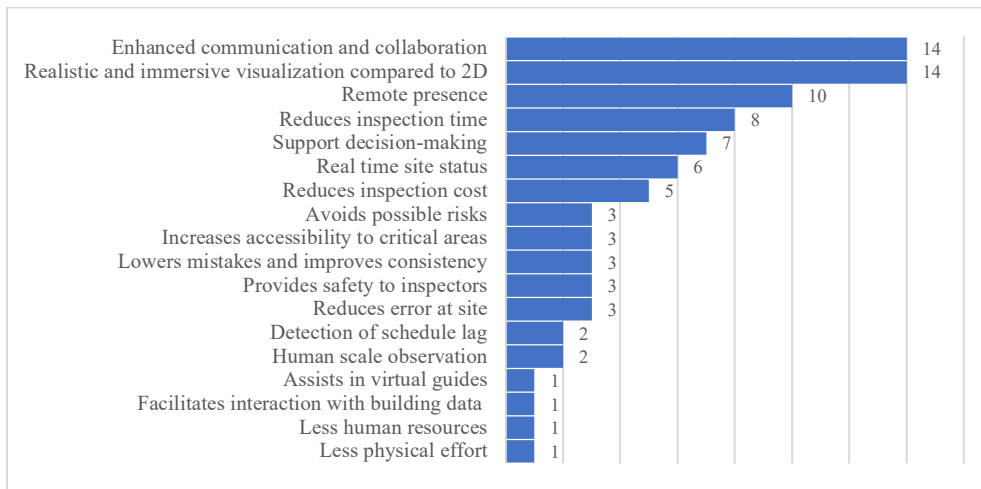 Enhanced communication and collaboration 14
Realistic and immersive visualization compared to 2D 14
Remote presence 10
Reduces inspection time 8
Support decision-making 7
Real time site status 6
Reduces inspection cost 5
Avoids possible risks 3
Increases accessibility to critical areas 3
Lowers mistakes and improves consistency 3
Provides safety to inspectors 3
Reduces error at site 3
Detection of schedule lag 2
Human scale observation 2
Assists in virtual guides 1
Facilitates interaction with building data 1
Less human resources 1
Less physical effort 1